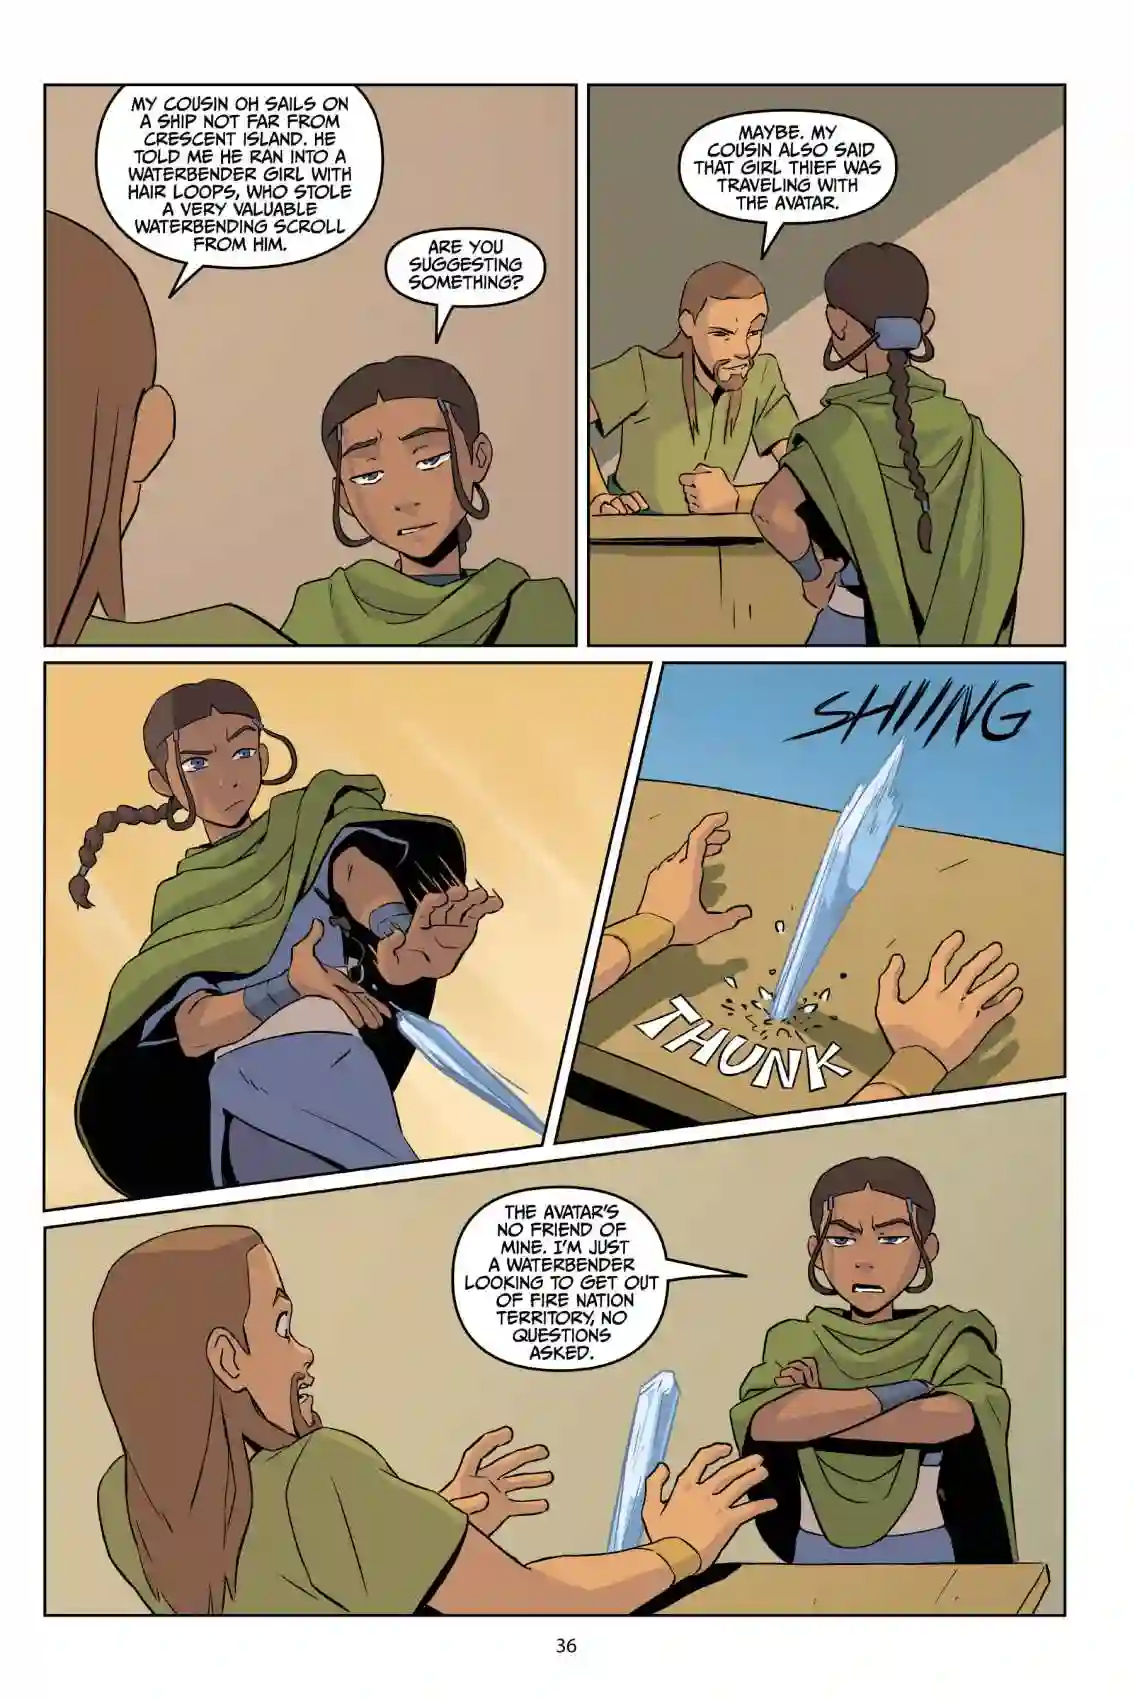 MY COUSIN OH SAILS ON
A SHIP NOT FAR FROM
CRESCENT ISLAND. HE
TOLD ME HE RAN INTO A
WATERBENDER GIRL WITH
HAIR LOOPS, WHO STOLE
A VERY VALUABLE
WATERBENDING SCROLL
FROM HIM.
ARE YOU
SUGGESTING
SOMETHING?
MAYBE. MY
COUSIN ALSO SAID
THAT GIRL THIEF WAS
TRAVELING WITH
THE AVATAR.
SHIIING
THUNK
THE AVATAR'S
NO FRIEND OF
MINE. I'M JUST
A WATERBENDER
LOOKING TO GET OUT
OF FIRE NATION
TERRITORY, NO
QUESTIONS
ASKED.
36